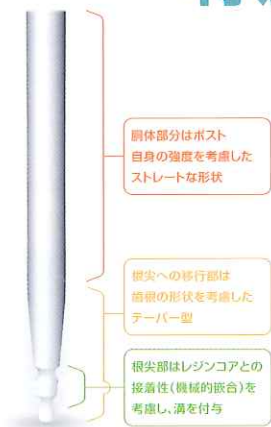 胴体部分はポスト
自身の強度を考慮した
ストレートな形状
根尖への移行部は
歯根の形状を考慮した
テーパー型
根尖部はレジンコアとの
接着性(機械的嵌合)を
考慮し、溝を付与